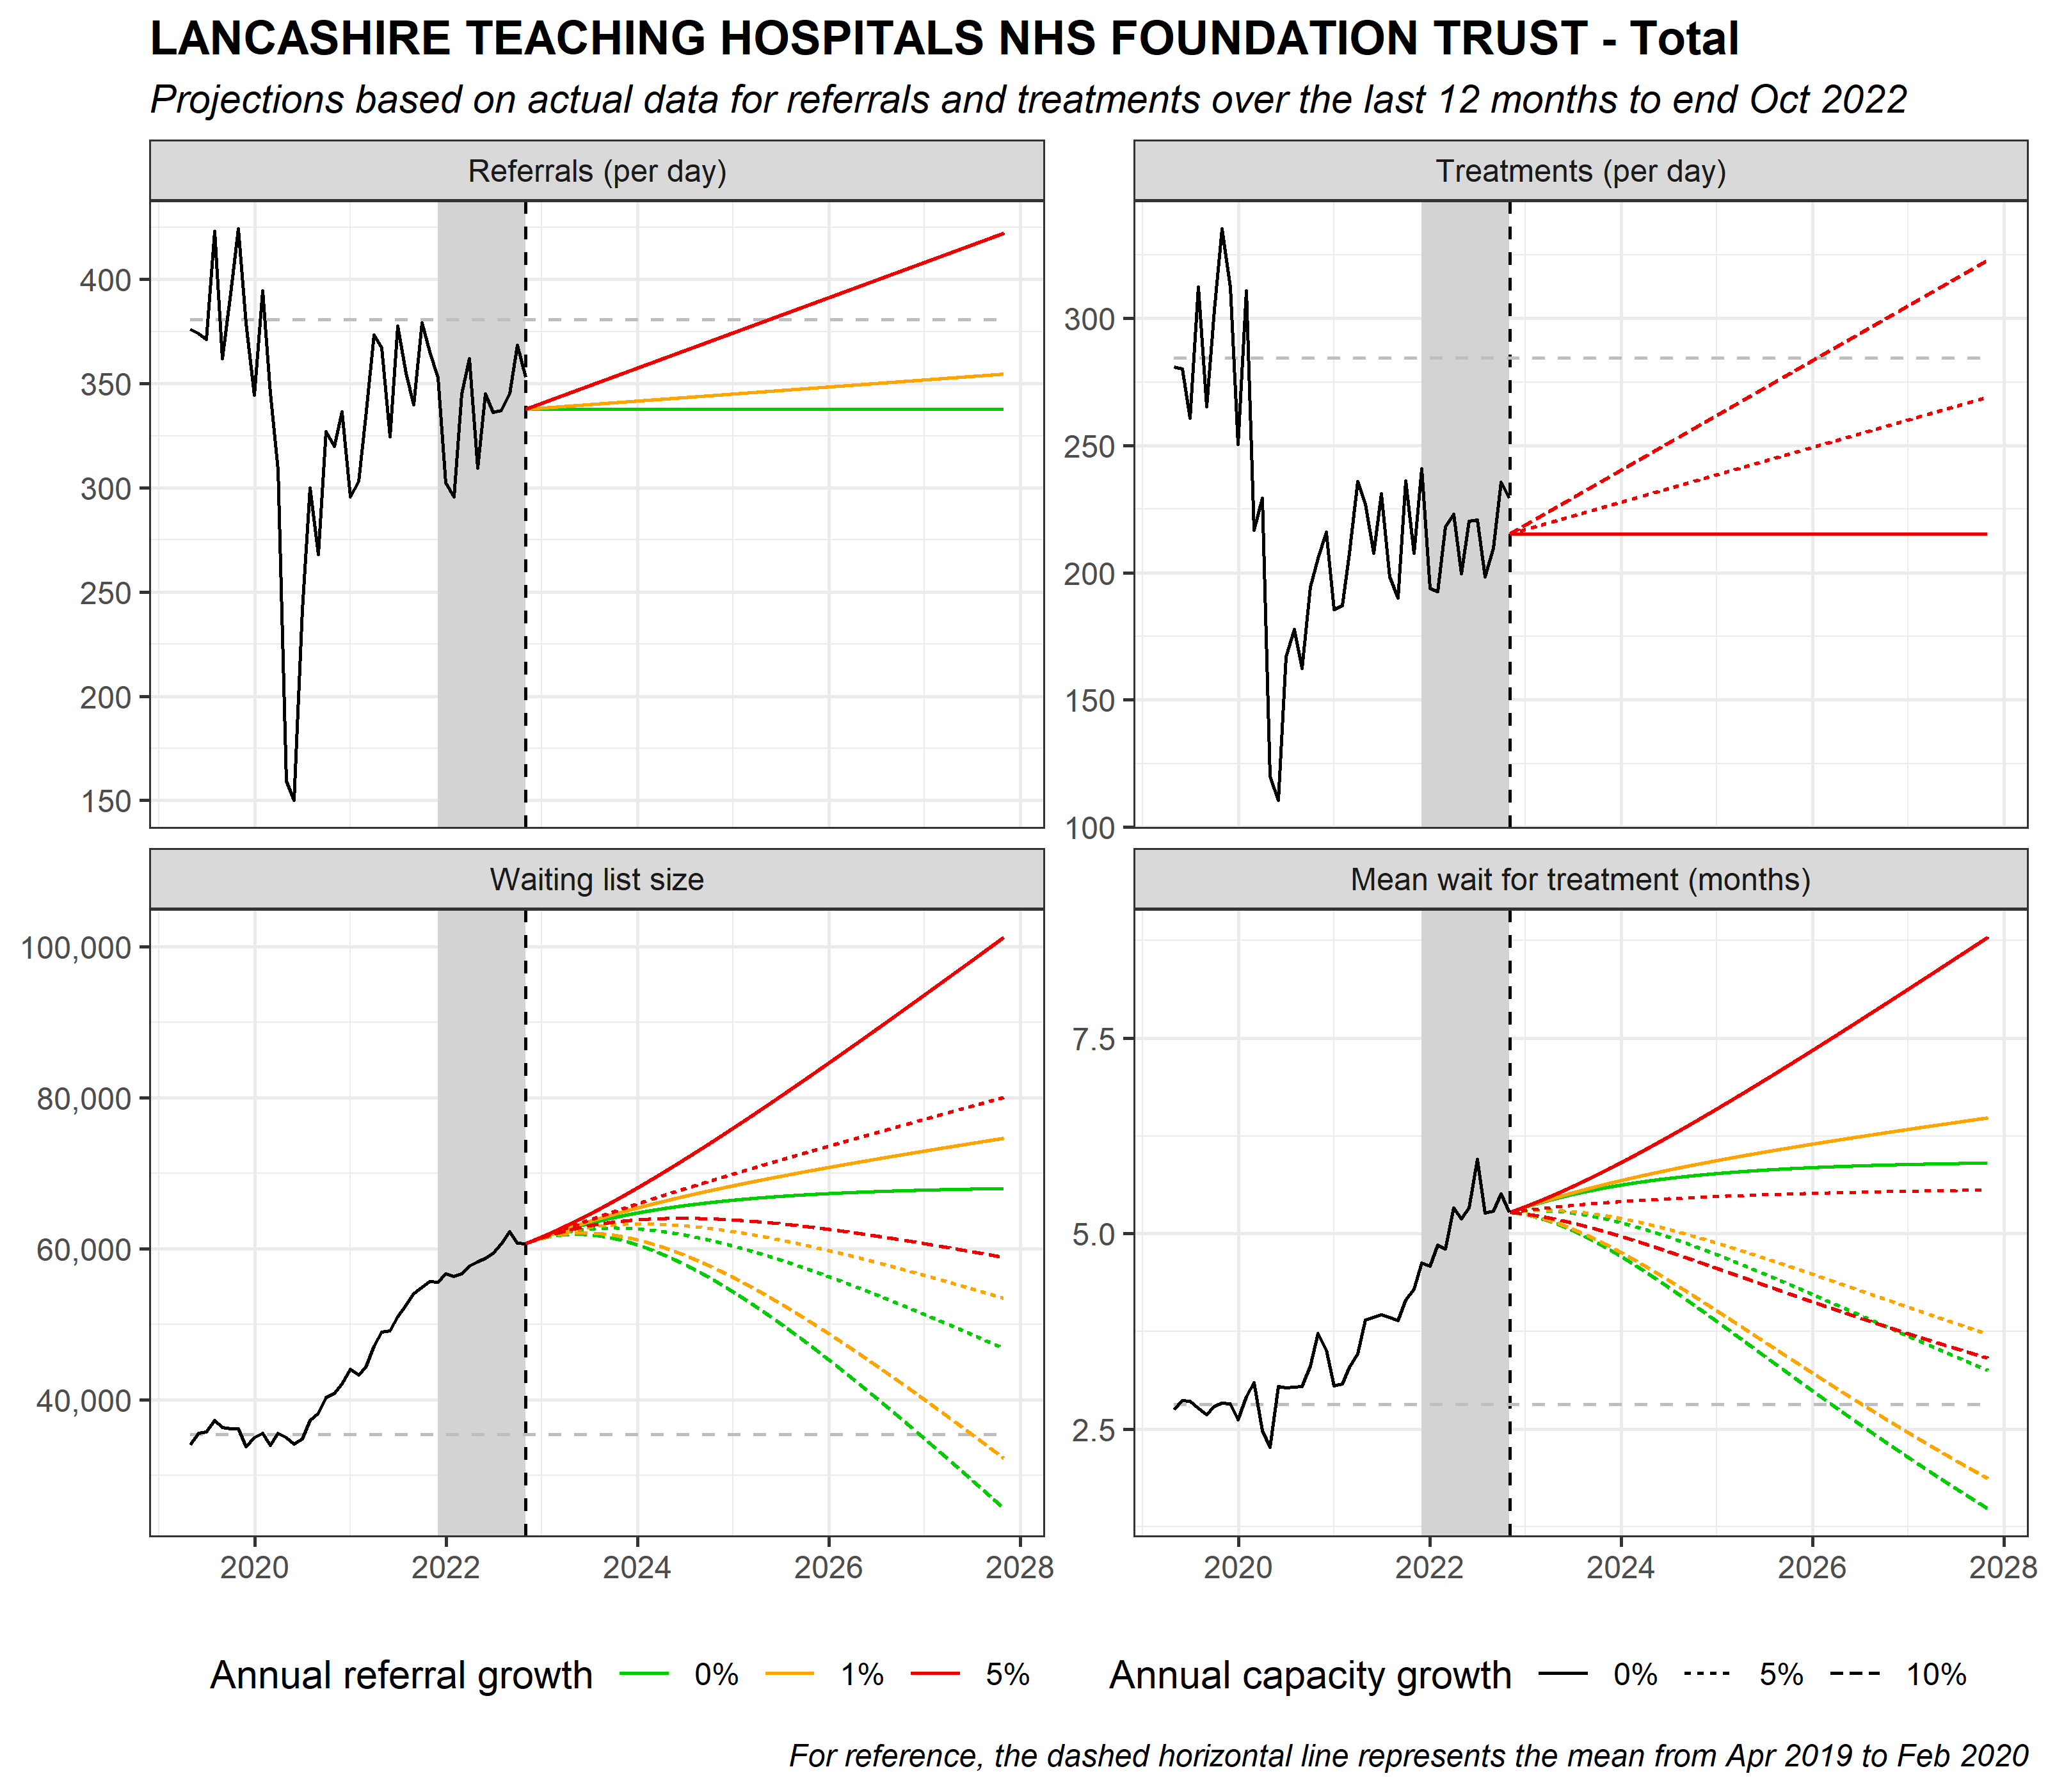 LANCASHIRE TEACHING HOSPITALS NHS FOUNDATION TRUST - Total
Projections based on actual data for referrals and treatments over the last 12 months to end Oct 2022
Referrals (per day)
400
350
300
250
200
150
Treatments (per day)
300
250
200
150
100
Waiting list size
100,000
80,000
60,000
40,000
2020 2022 2024 2026 2028
Mean wait for treatment (months)
7.5
5.0
2.5
2020 2022 2024 2026 2028
Annual referral growth 0% 1% 5%
Annual capacity growth 0% 5% 10%
For reference, the dashed horizontal line represents the mean from Apr 2019 to Feb 2020